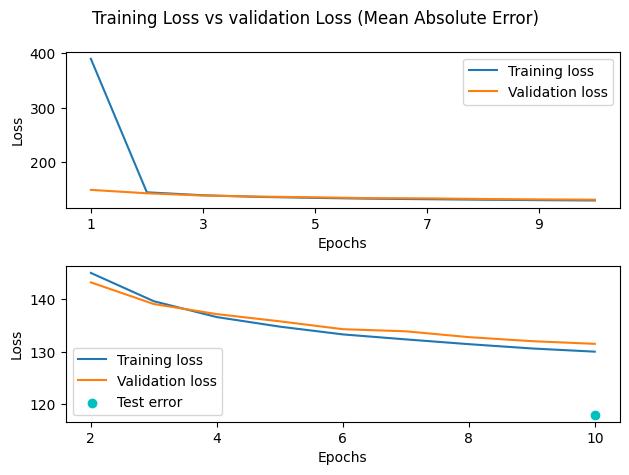 Training Loss vs validation Loss (Mean Absolute Error)
400
300
200
Loss
Training loss
Validation loss
1 3 5 7 9
Epochs
140
130
120
Loss
Training loss
Validation loss
Test error
2 4 6 8 10
Epochs